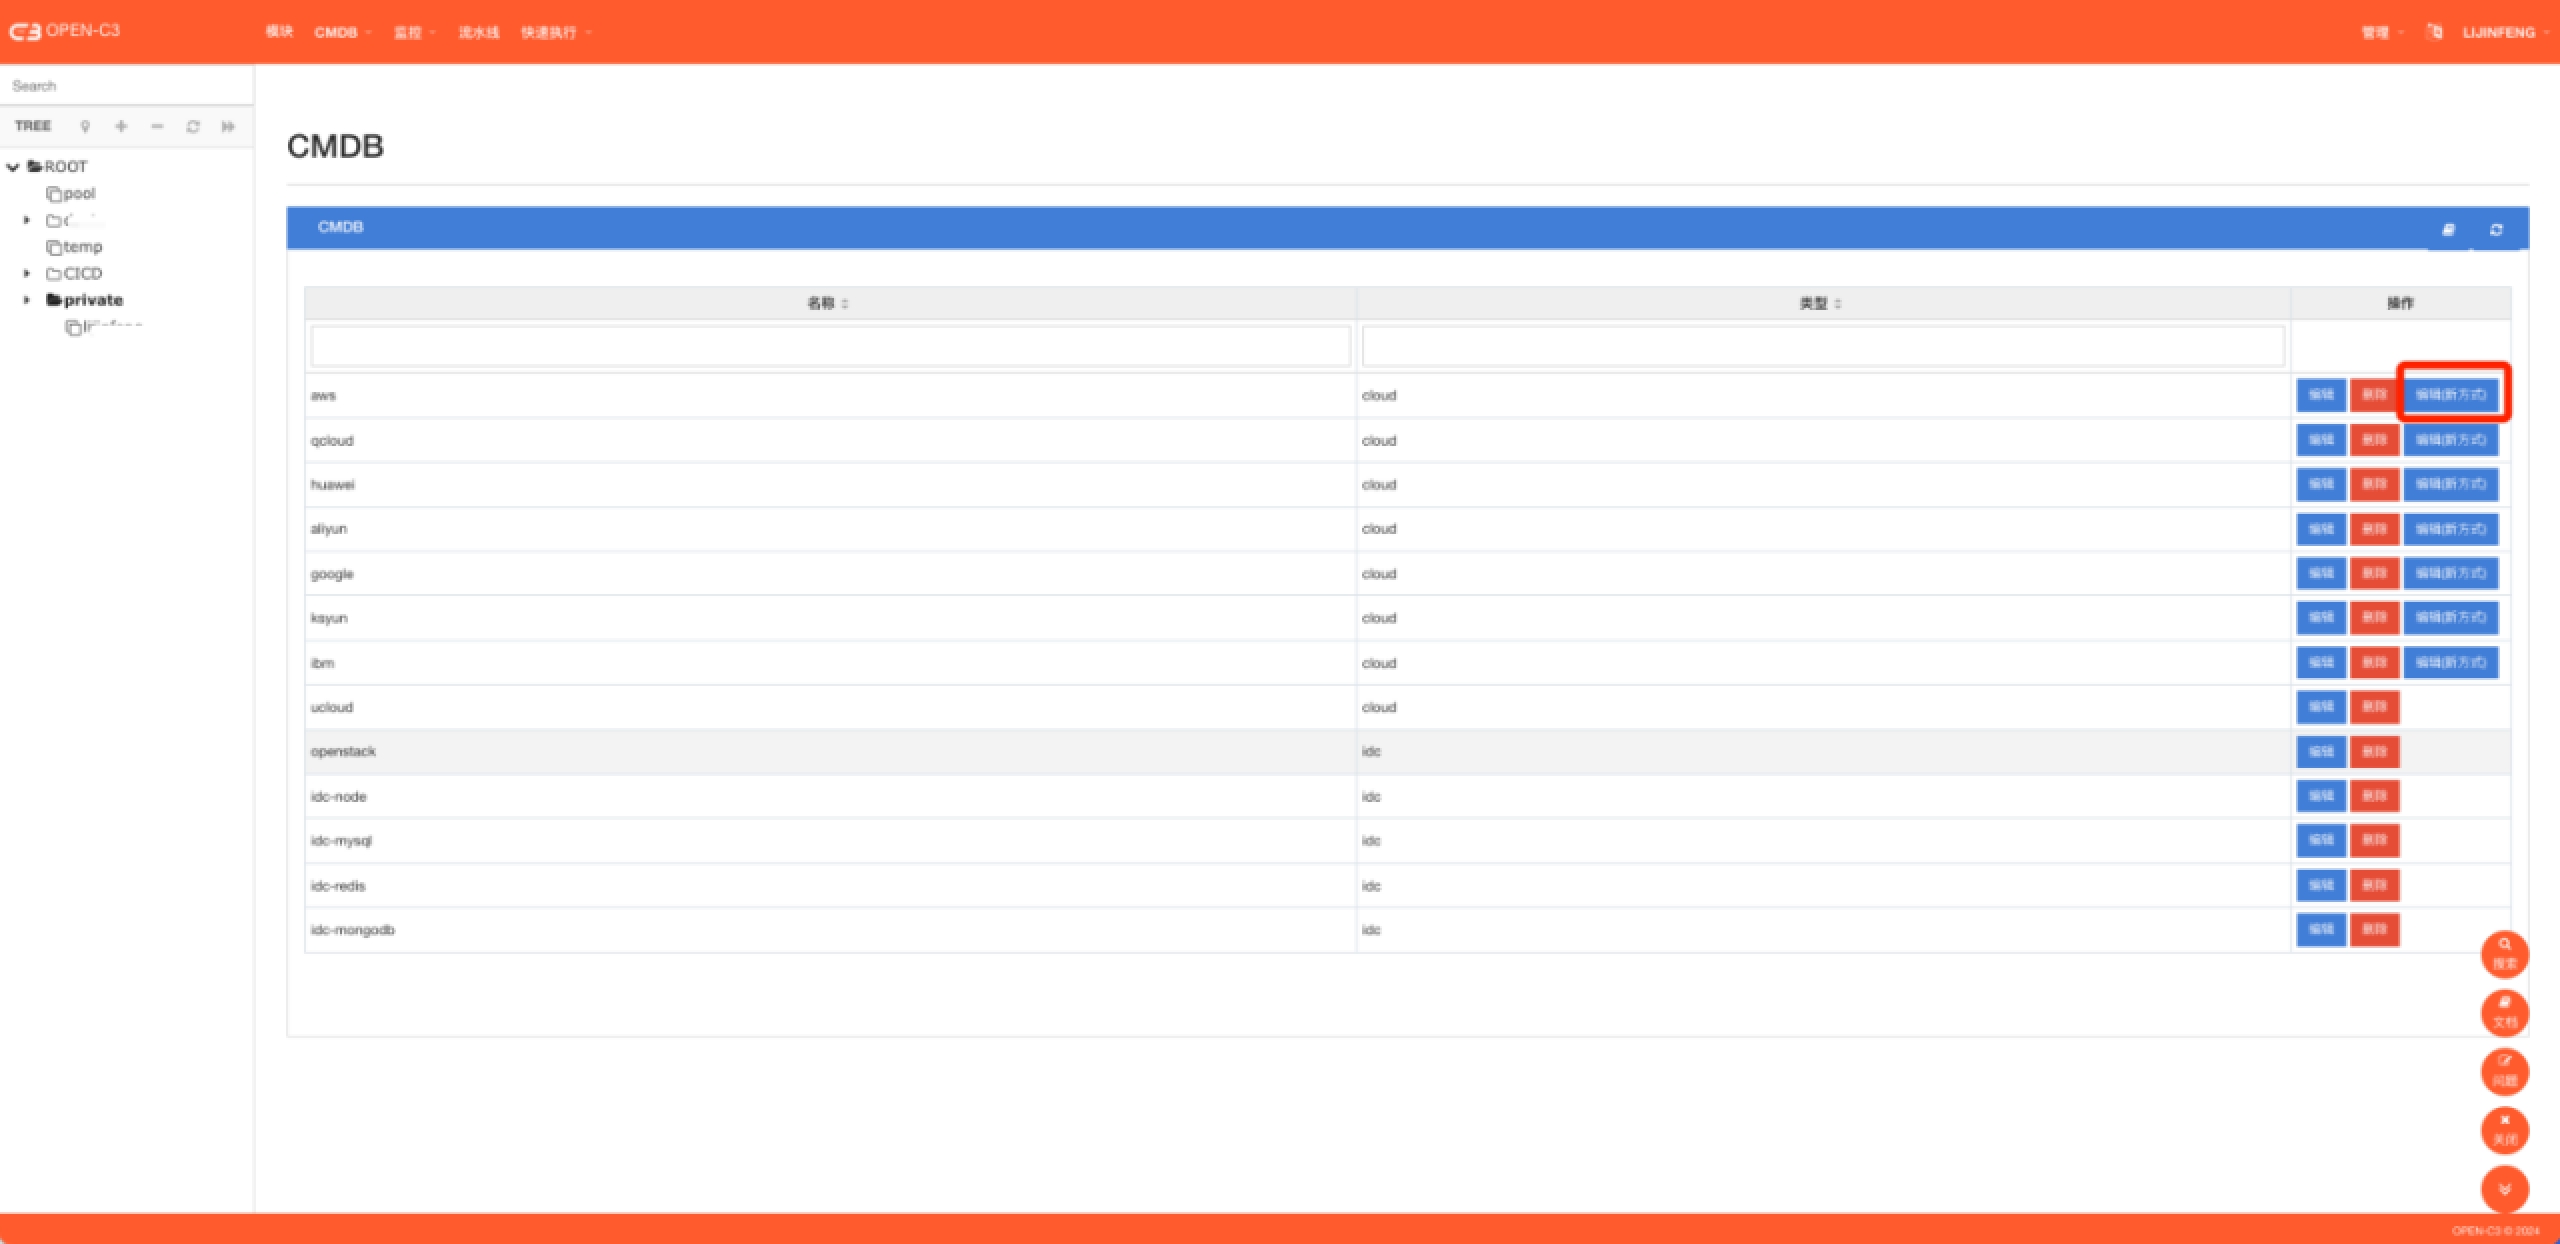 OPEN-C3 模块 CMDB 监控 流水线 快速执行 管理 LIJINFENG
Search
TREE
ROOT
pool
temp
CICD
private
CMDB
CMDB
名称 类型 操作
aws cloud 编辑 删除 编辑(新方式)
qcloud cloud 编辑 删除 编辑(新方式)
huawei cloud 编辑 删除 编辑(新方式)
aliyun cloud 编辑 删除 编辑(新方式)
google cloud 编辑 删除 编辑(新方式)
ksyun cloud 编辑 删除 编辑(新方式)
ibm cloud 编辑 删除 编辑(新方式)
ucloud cloud 编辑 删除
openstack idc 编辑 删除
idc-node idc 编辑 删除
idc-mysql idc 编辑 删除
idc-redis idc 编辑 删除
idc-mongodb idc 编辑 删除
搜索
文档
问题
关闭
OPEN-C3 © 2024